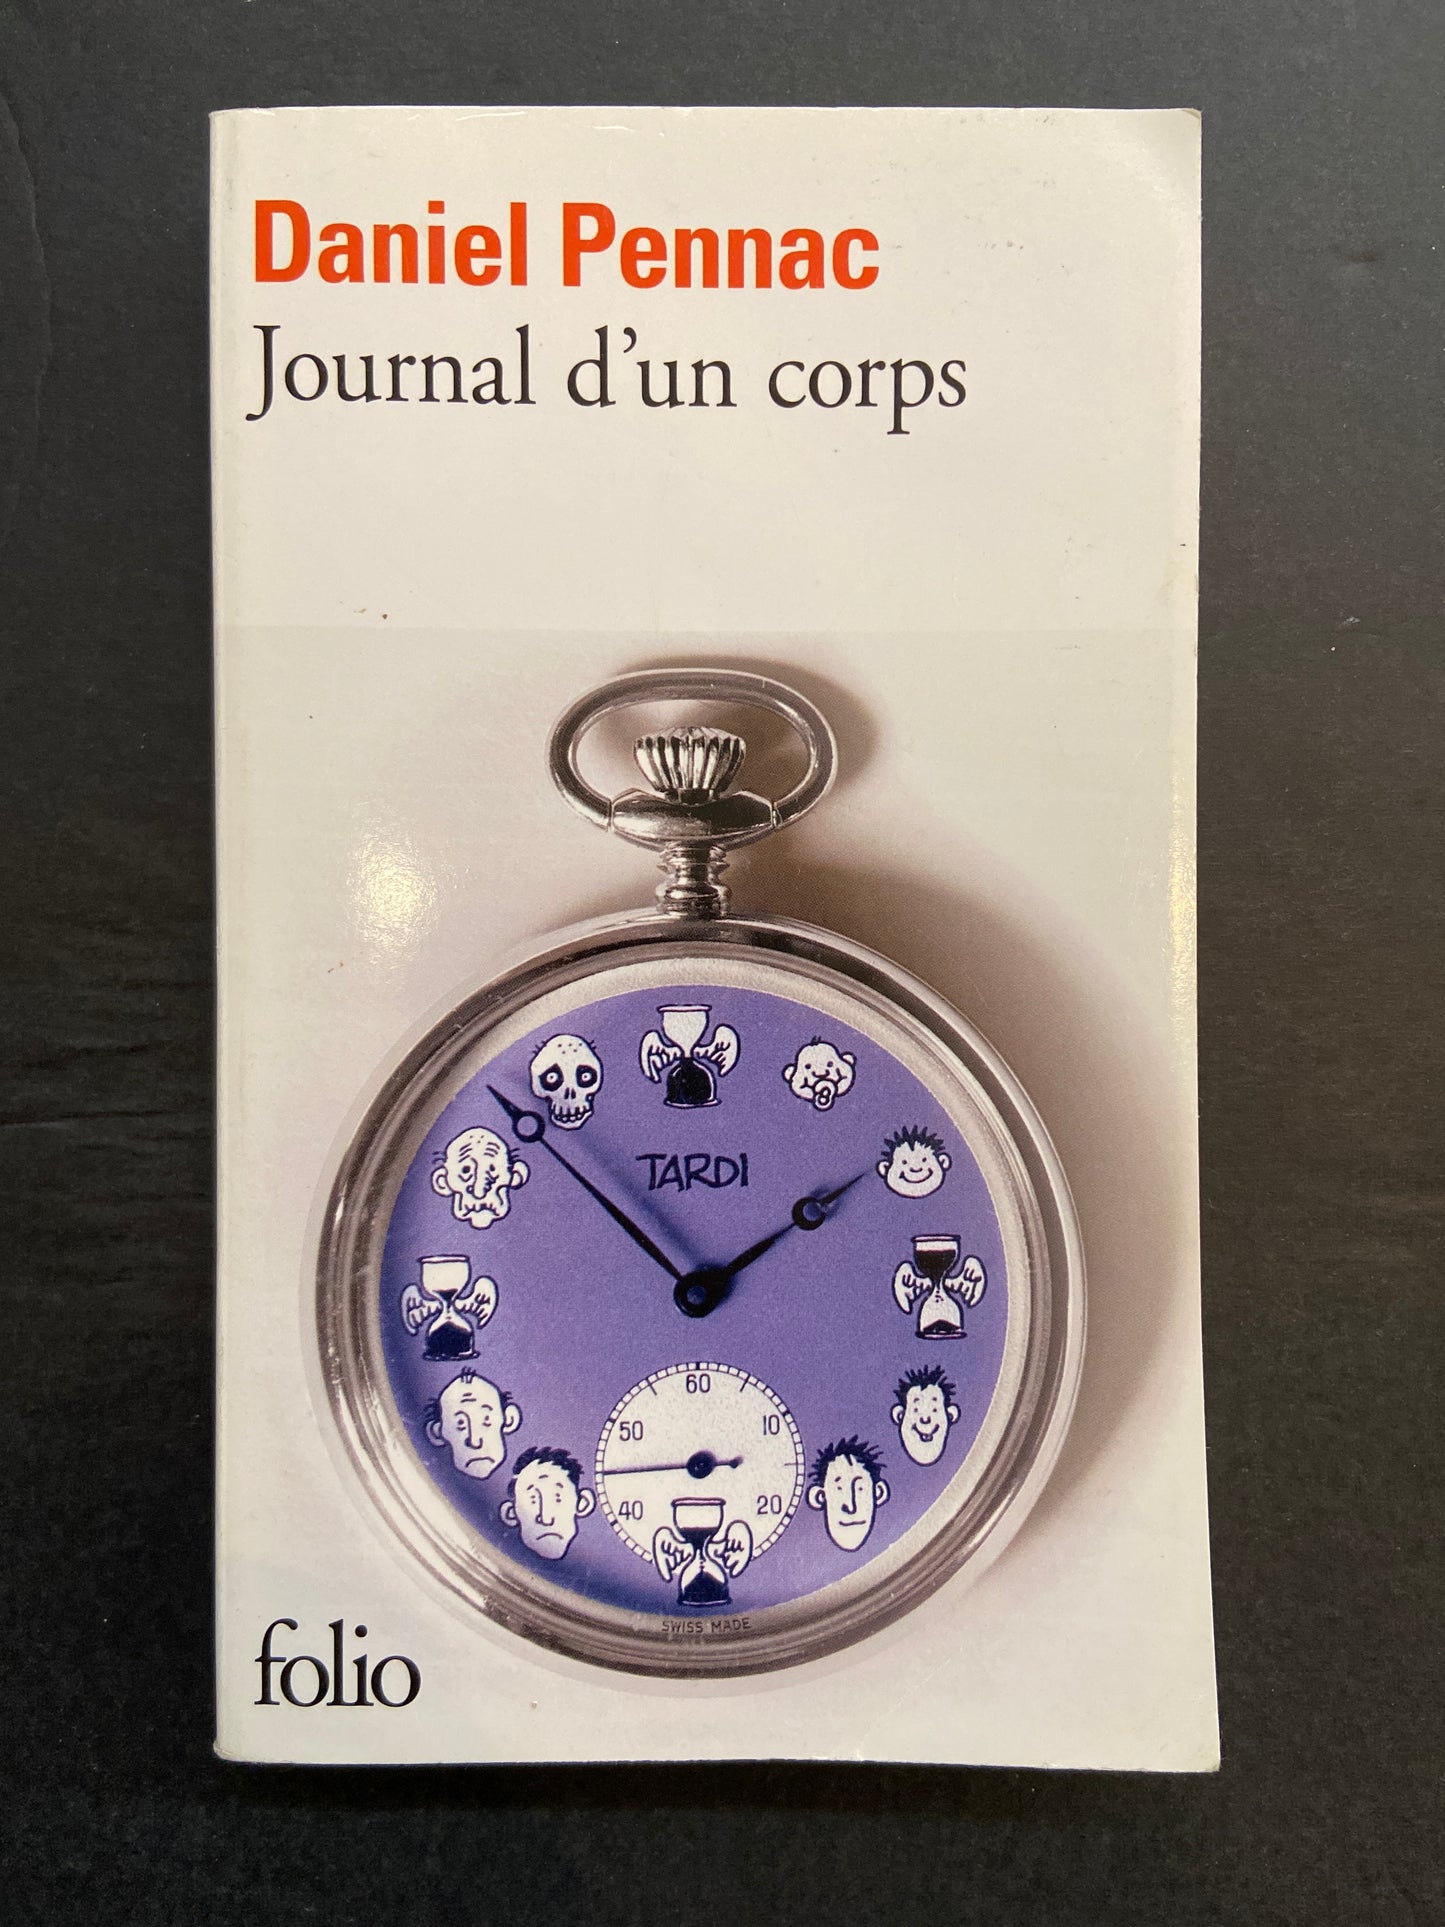 Daniel Pennac
Journal d'un corps
TARDI
60
50
10
40
20
SWISS MADE
folio